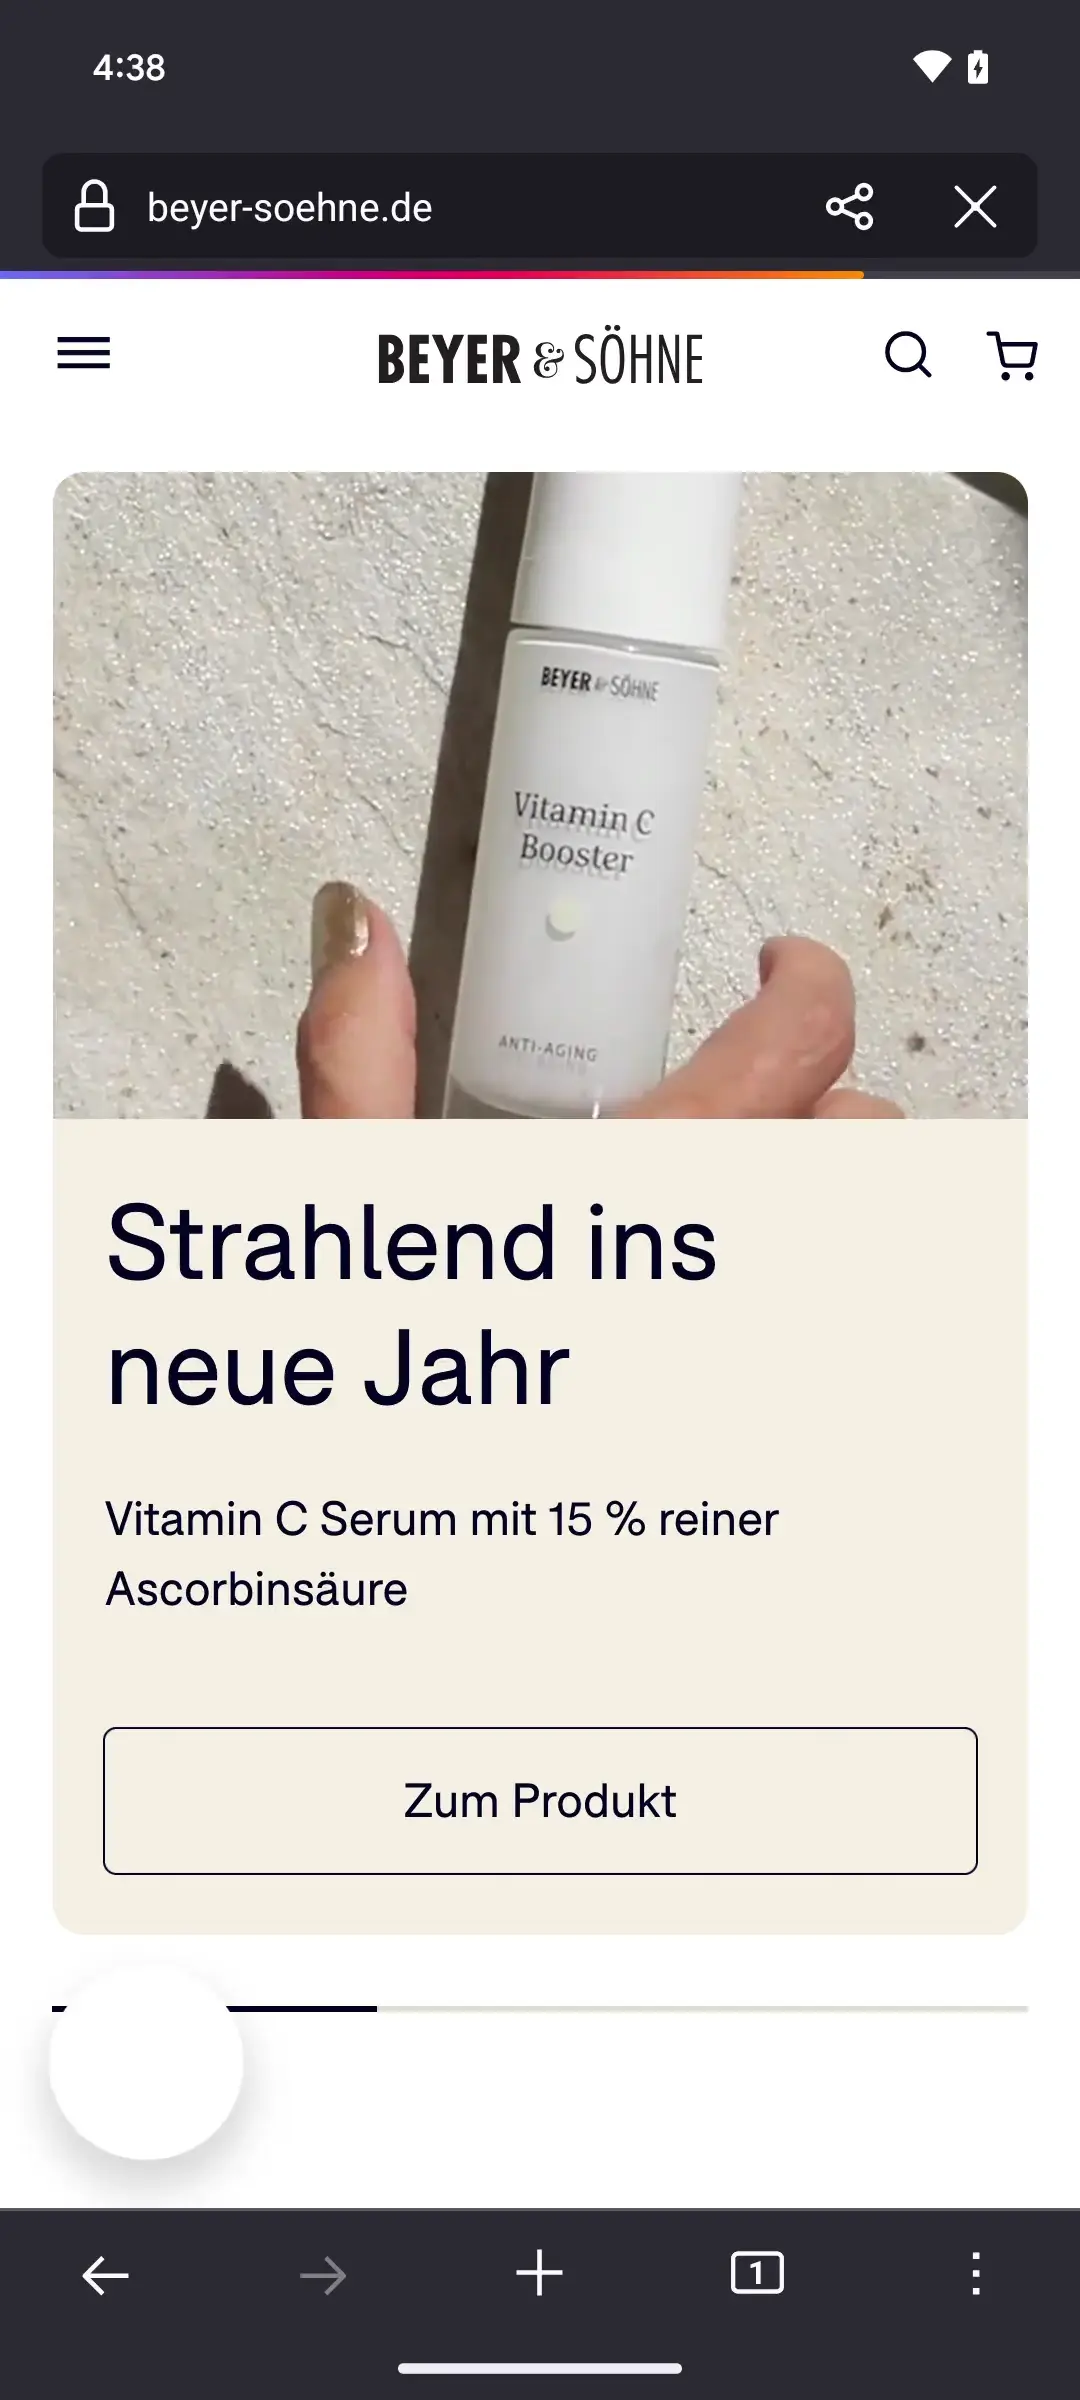 4:38
beyer-soehne.de
BEYER & SÖHNE
BEYER & SÖHNE
Vitamin C
Booster
ANTI-AGING
Strahlend ins
neue Jahr
Vitamin C Serum mit 15 % reiner
Ascorbinsäure
Zum Produkt
1